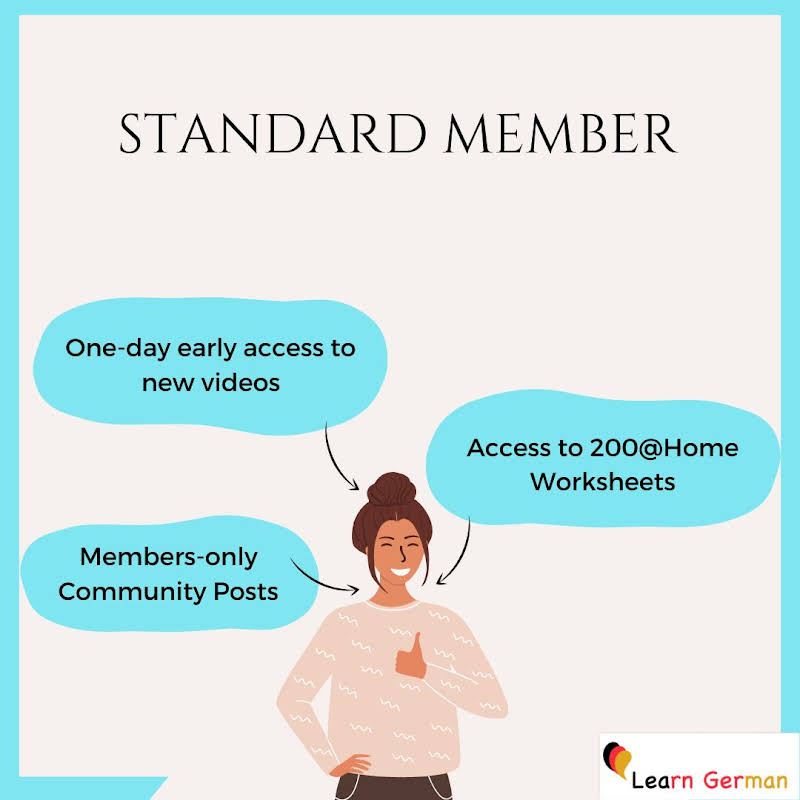 STANDARD MEMBER
One-day early access to
new videos
Access to 200@Home
Worksheets
Members-only
Community Posts
Learn German